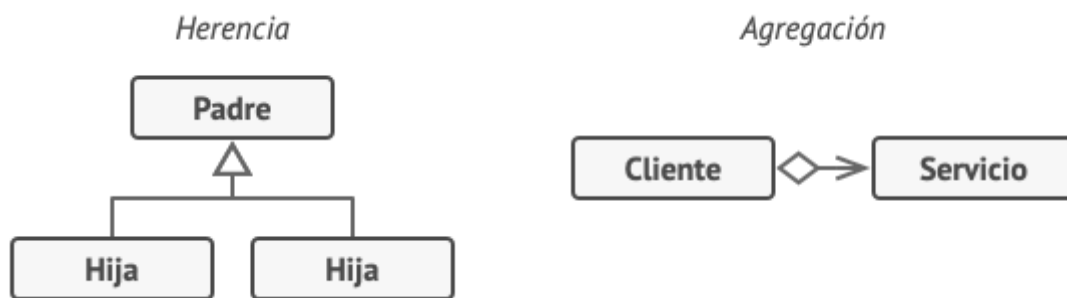 Herencia
Agregación
Padre
Cliente
Servicio
Hija
Hija